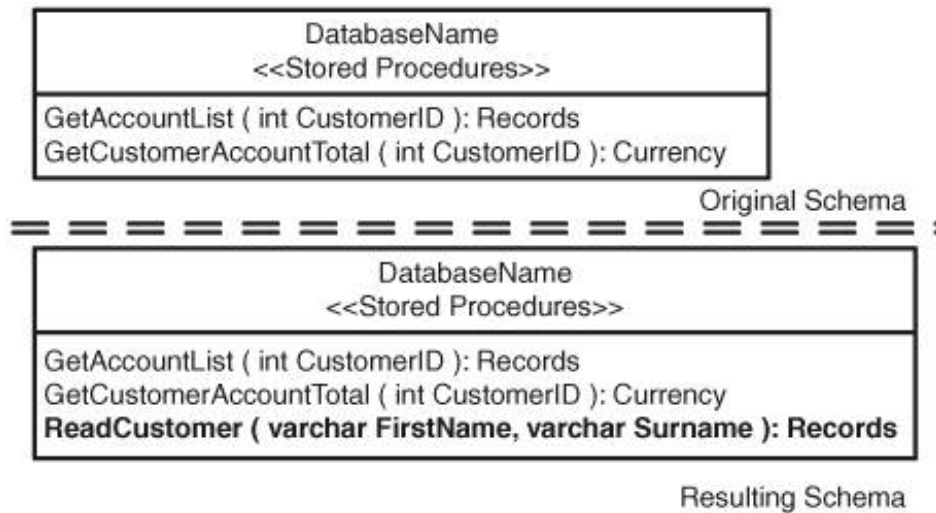 DatabaseName
<<Stored Procedures>>
GetAccountList ( int CustomerID ): Records
GetCustomerAccountTotal ( int CustomerID ): Currency
Original Schema
DatabaseName
<<Stored Procedures>>
GetAccountList ( int CustomerID ): Records
GetCustomerAccountTotal ( int CustomerID ): Currency
ReadCustomer ( varchar FirstName, varchar Surname ): Records
Resulting Schema